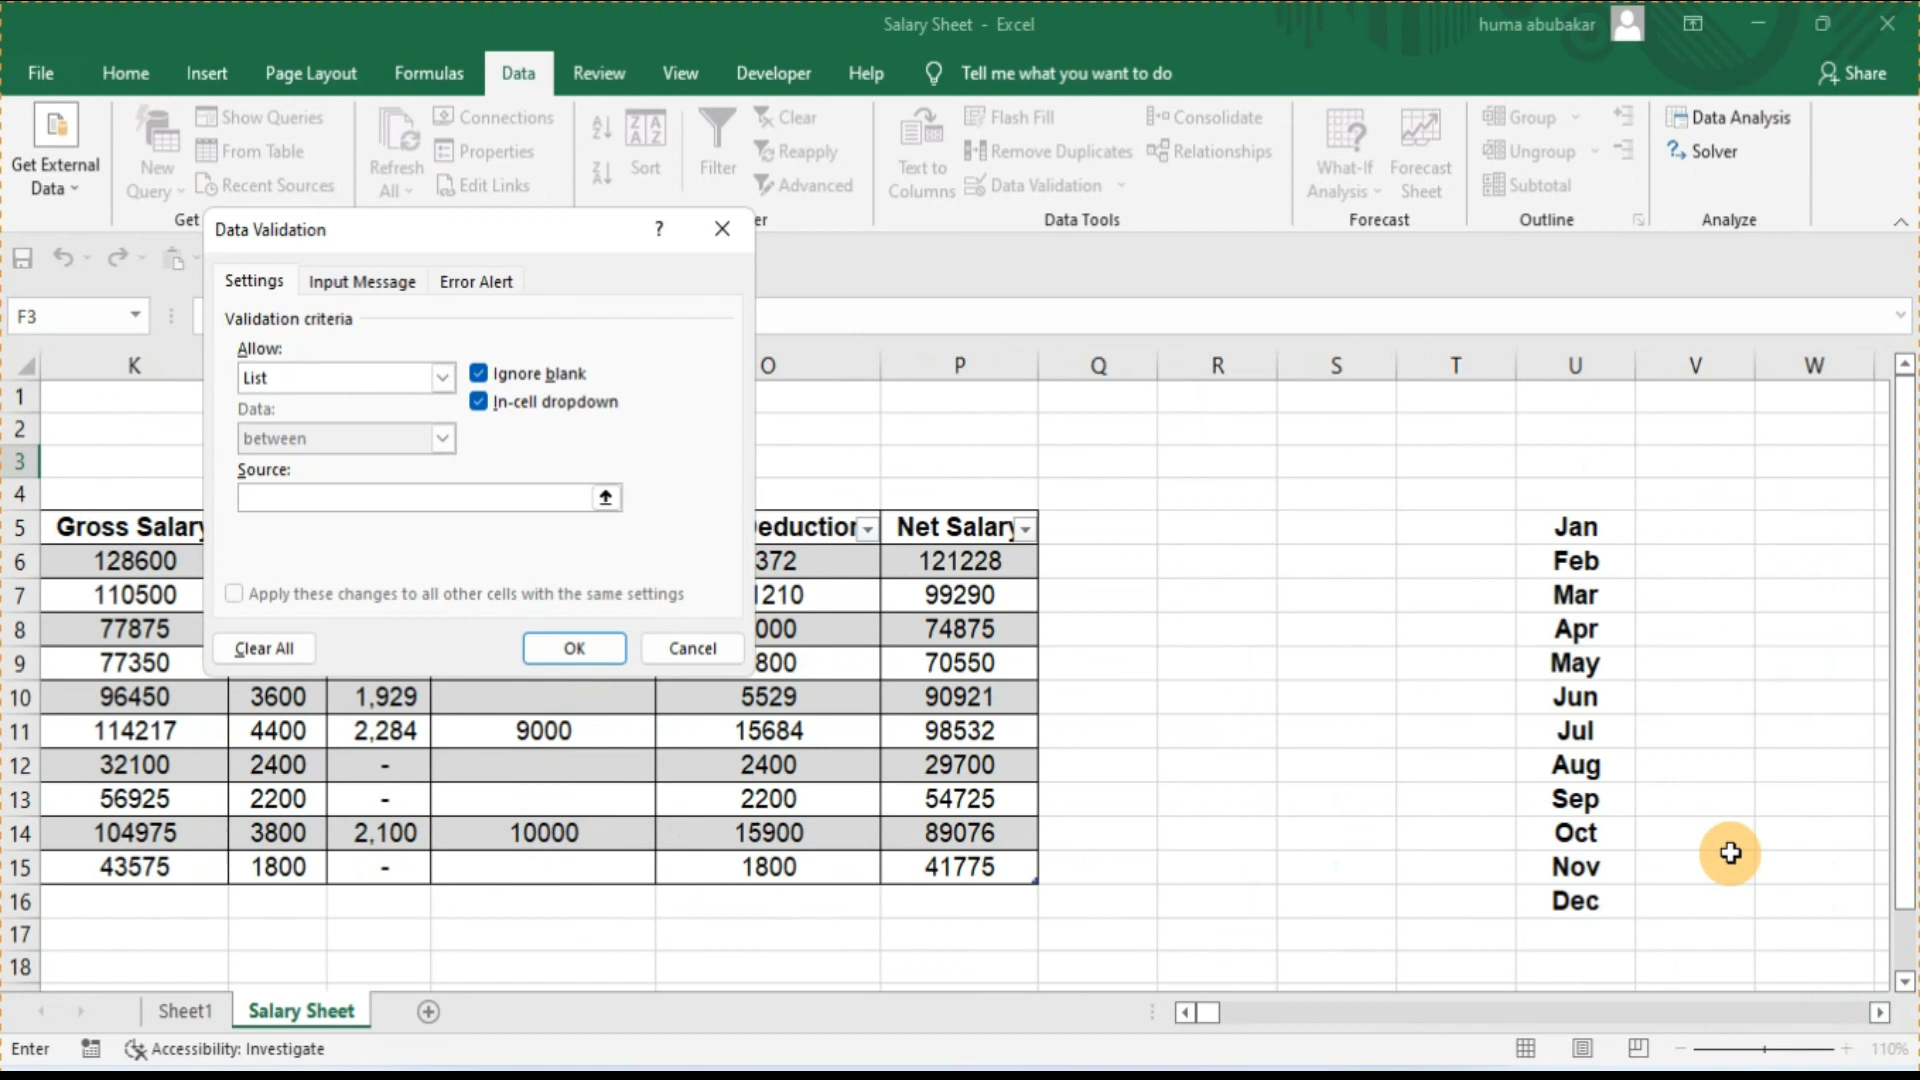 Salary Sheet - Excel
huma abubakar
File Home Insert Page Layout Formulas Data Review View Developer Help Tell me what you want to do Share
Get External Data
New Query
Show Queries
From Table
Recent Sources
Refresh All
Connections
Properties
Edit Links
Sort
Filter
Clear
Reapply
Advanced
Text to Columns
Flash Fill
Remove Duplicates
Data Validation
Consolidate
Relationships
What-If Analysis
Forecast Sheet
Group
Ungroup
Subtotal
Data Analysis
Solver
Get
Data Tools
Forecast
Outline
Analyze
Data Validation ?
Settings Input Message Error Alert
Validation criteria
Allow:
List
Ignore blank
In-cell dropdown
Data:
between
Source:
Apply these changes to all other cells with the same settings
Clear All OK Cancel
F3
K O P Q R S T U V W
1
2
3
4
5 Gross Salary eduction Net Salary Jan
6 128600 372 121228 Feb
7 110500 1210 99290 Mar
8 77875 000 74875 Apr
9 77350 800 70550 May
10 96450 3600 1,929 5529 90921 Jun
11 114217 4400 2,284 9000 15684 98532 Jul
12 32100 2400 - 2400 29700 Aug
13 56925 2200 - 2200 54725 Sep
14 104975 3800 2,100 10000 15900 89076 Oct
15 43575 1800 - 1800 41775 Nov
16 Dec
17
18
Sheet1 Salary Sheet
Enter Accessibility: Investigate 110%